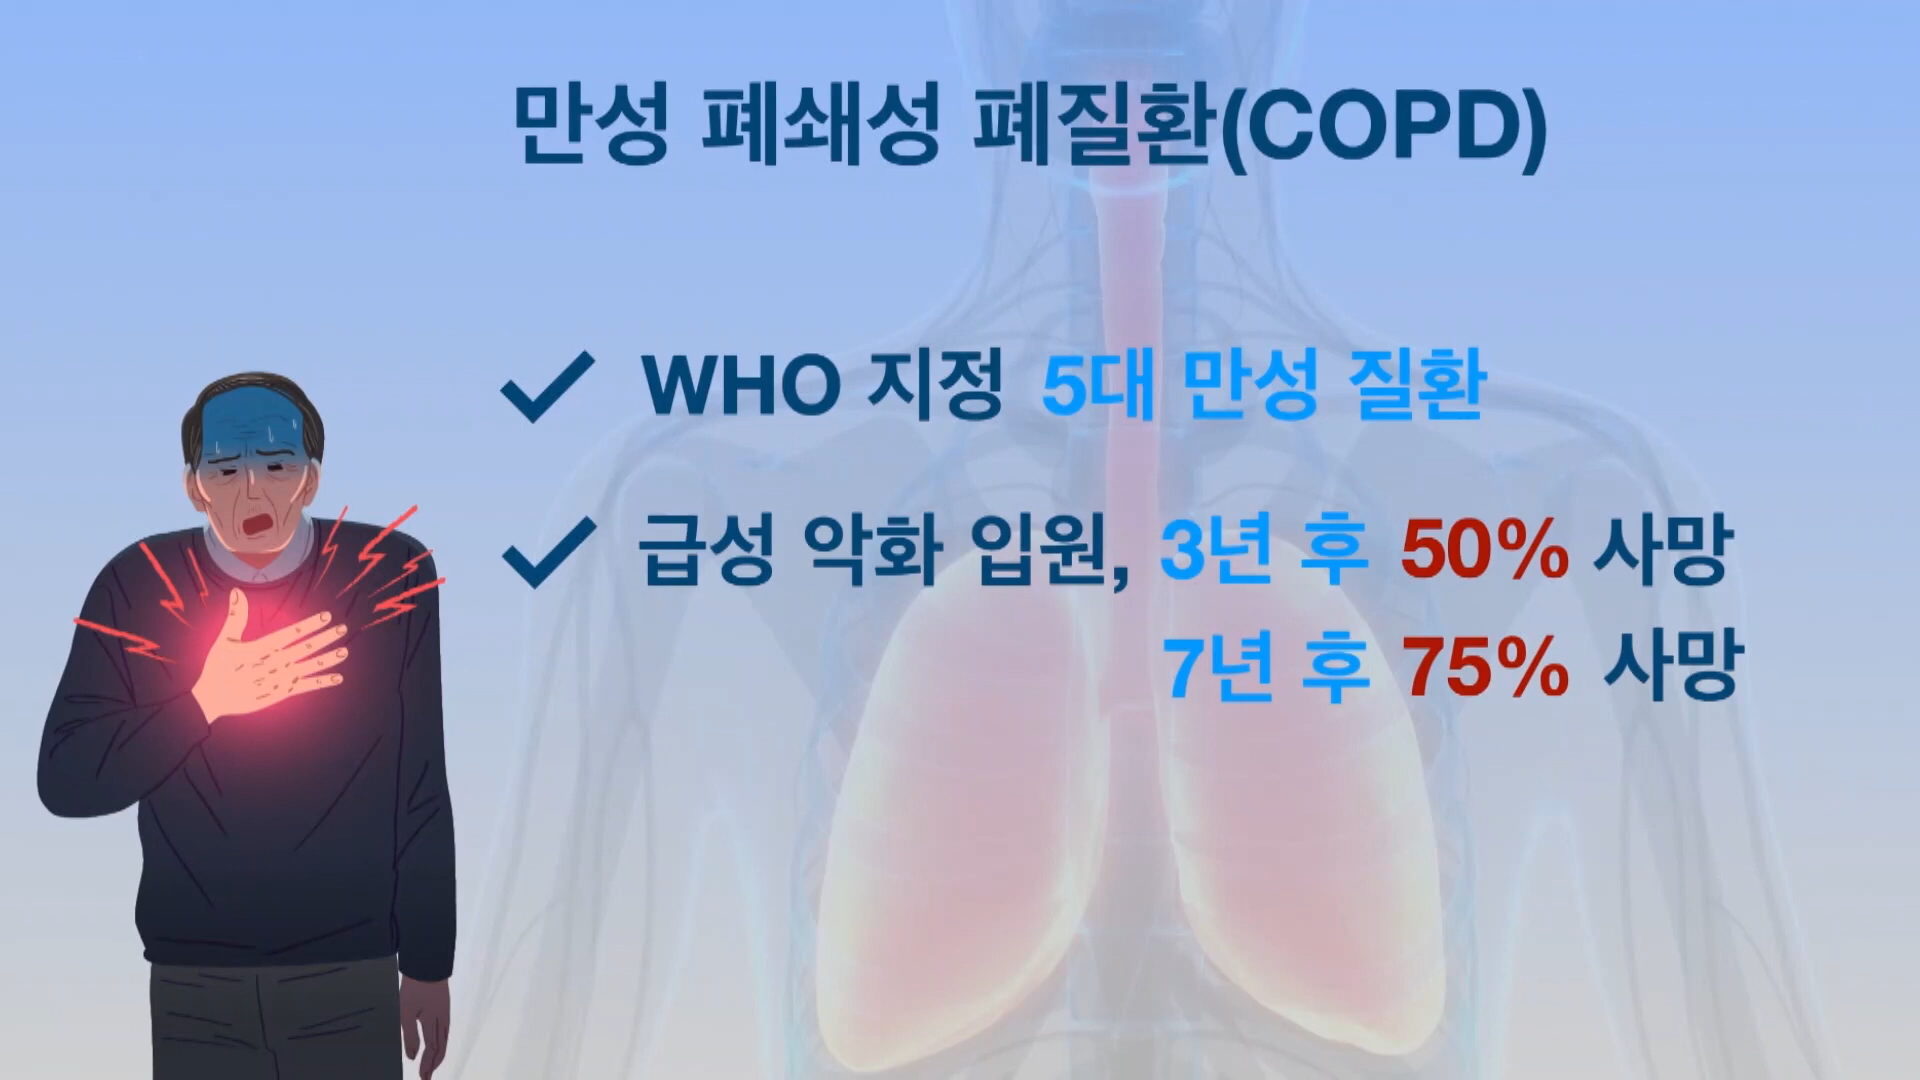 만성 폐쇄성 폐질환(COPD)
WHO 지정 5대 만성 질환
급성 악화 입원, 3년 후 50% 사망
7년 후 75% 사망